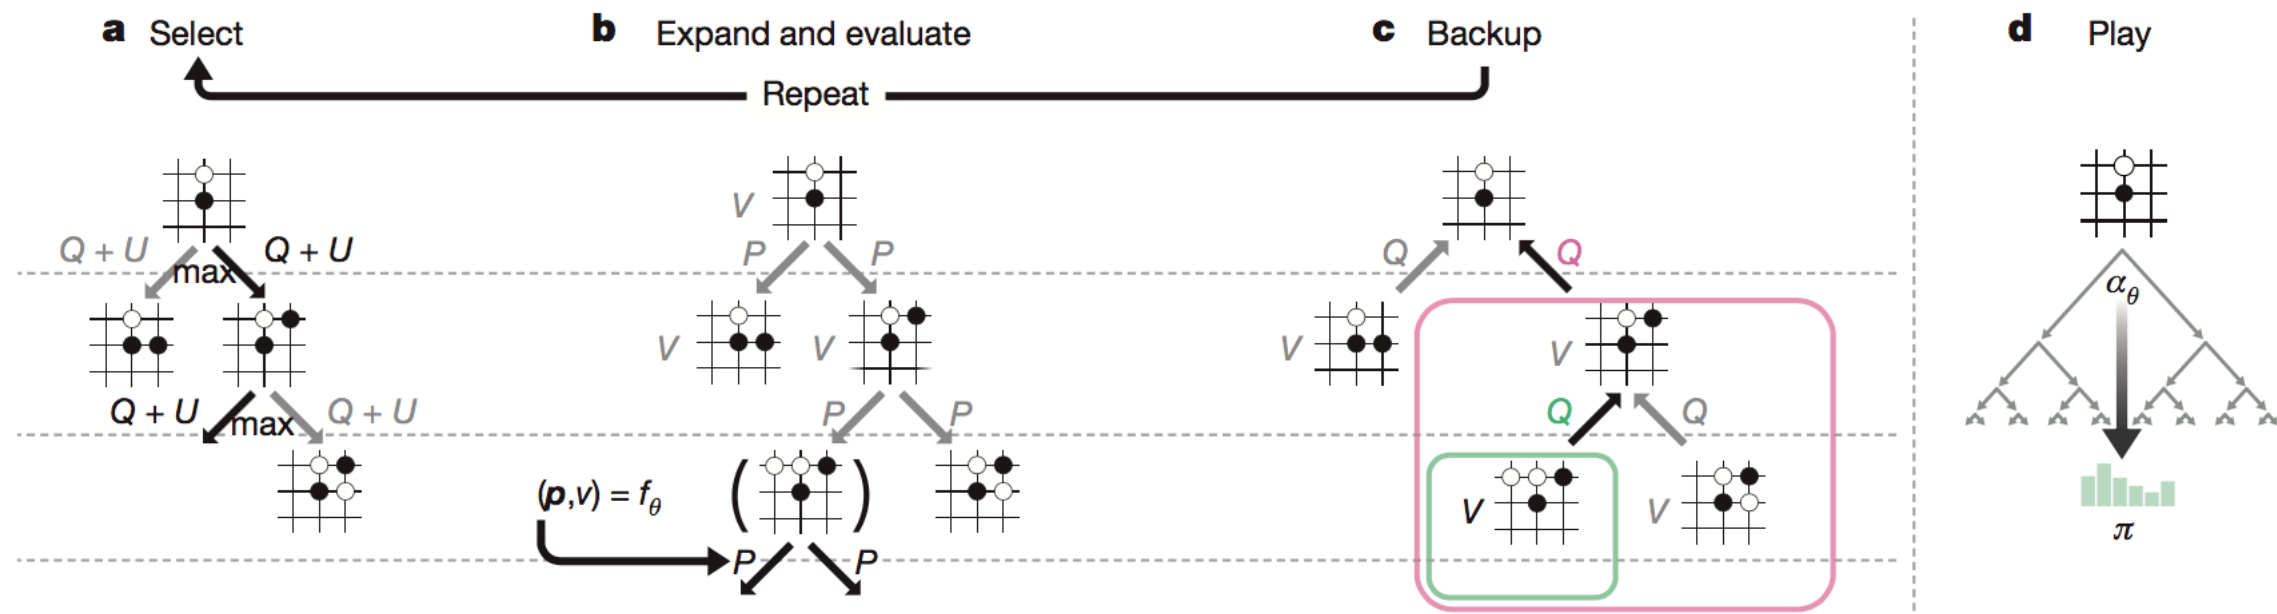 a Select
b Expand and evaluate
c Backup
d Play
Repeat
Q + U
max
Q + U
Q + U
max
Q + U
V
P
P
V
V
P
P
(p,v) = fθ
( )
P
P
Q
Q
V
V
Q
Q
V
V
αθ
π